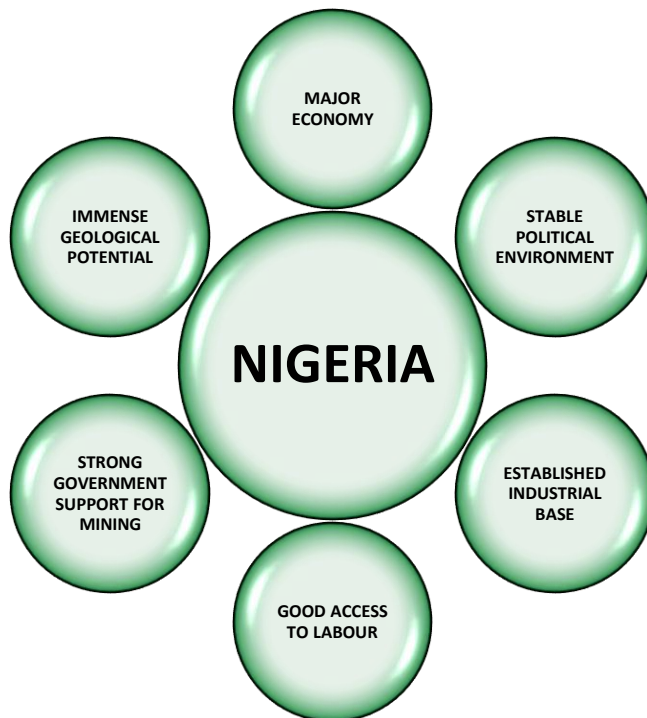 MAJOR
ECONOMY
IMMENSE
GEOLOGICAL
POTENTIAL
STABLE
POLITICAL
ENVIRONMENT
NIGERIA
STRONG
GOVERNMENT
SUPPORT FOR
MINING
ESTABLISHED
INDUSTRIAL
BASE
GOOD ACCESS
TO LABOUR